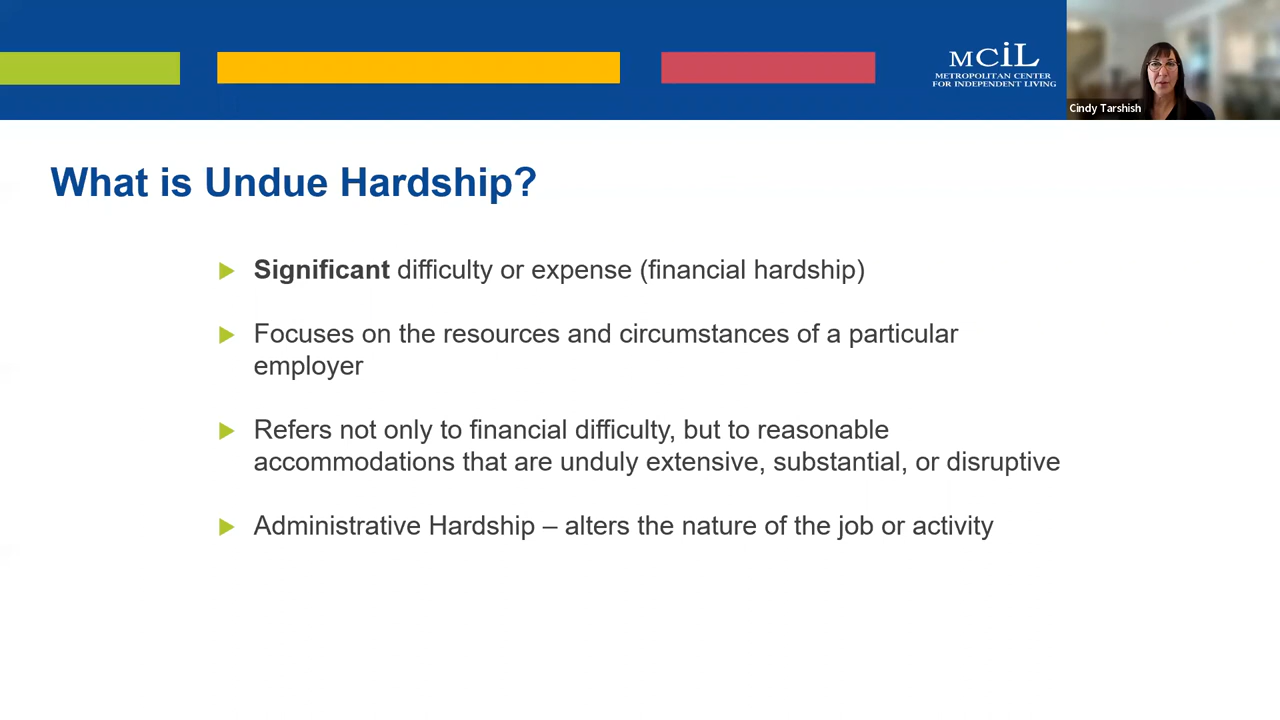 MCiL
METROPOLITAN CENTER
FOR INDEPENDENT LIVING
Cindy Tarshish
What is Undue Hardship?
Significant difficulty or expense (financial hardship)
Focuses on the resources and circumstances of a particular
employer
Refers not only to financial difficulty, but to reasonable
accommodations that are unduly extensive, substantial, or disruptive
Administrative Hardship – alters the nature of the job or activity